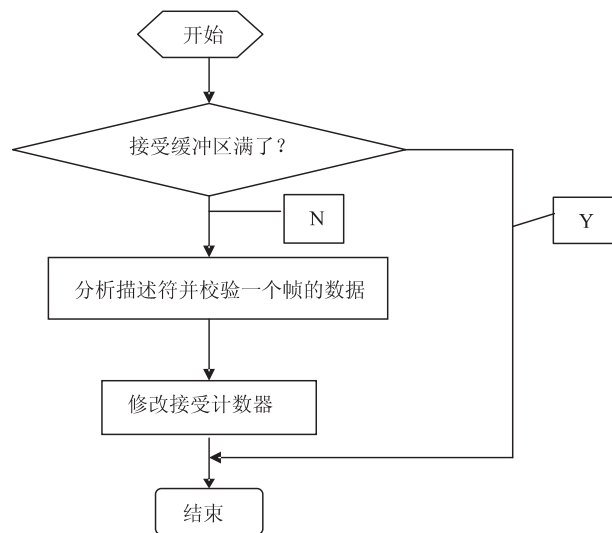 开始
接受缓冲区满了？
N
Y
分析描述符并校验一个帧的数据
修改接受计数器
结束